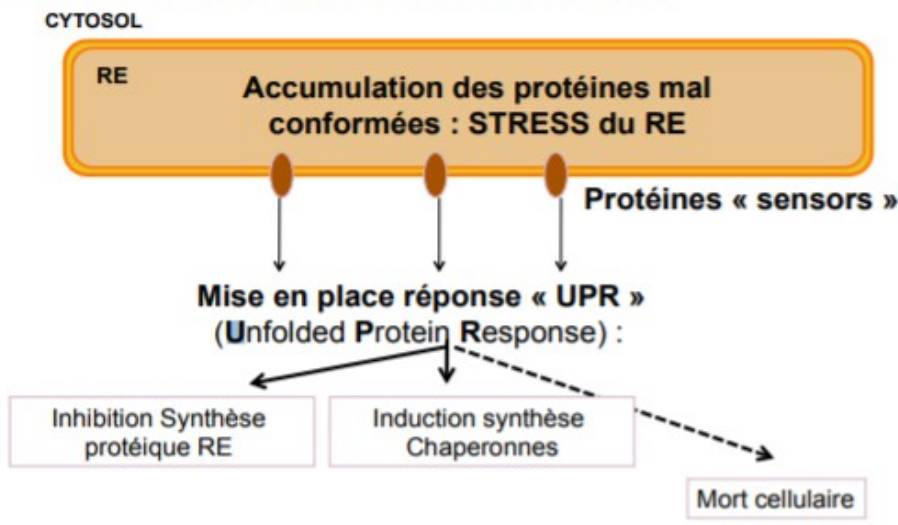 CYTOSOL
RE
Accumulation des protéines mal
conformées : STRESS du RE
Protéines « sensors »
Mise en place réponse « UPR »
(Unfolded Protein Response) :
Inhibition Synthèse
protéique RE
Induction synthèse
Chaperonnes
Mort cellulaire